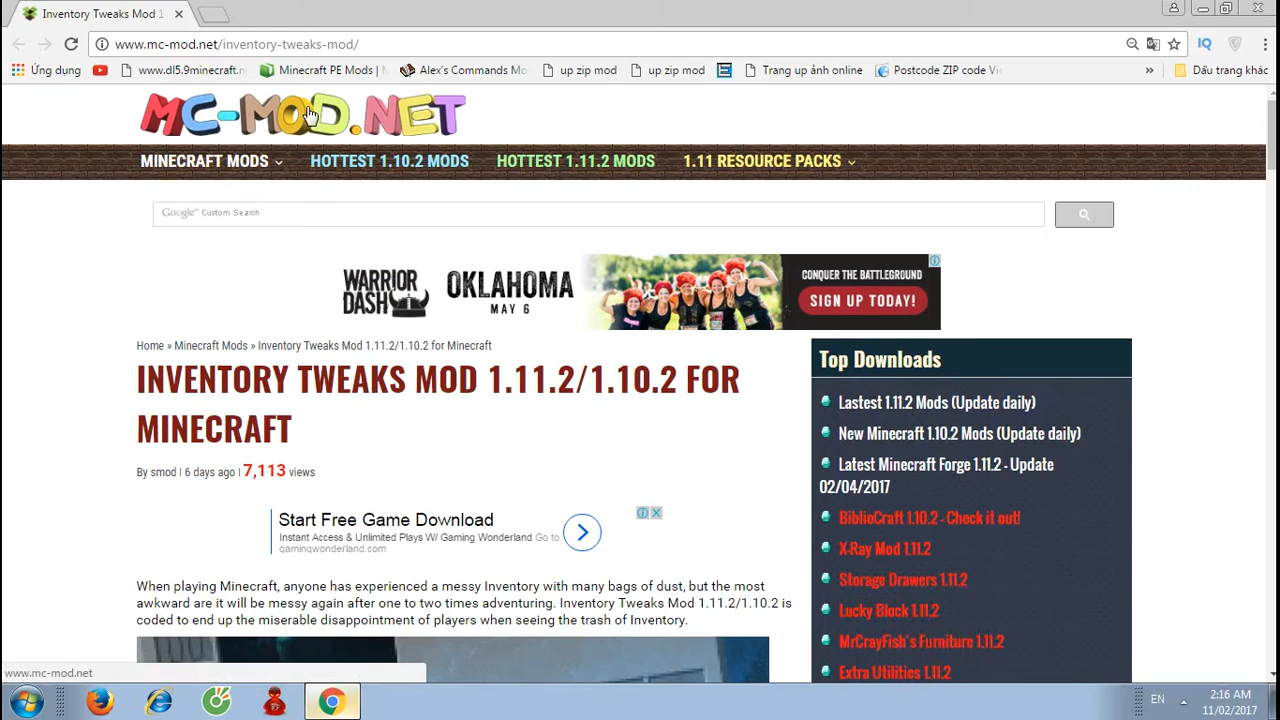 Inventory Tweaks Mod 1
www.mc-mod.net/inventory-tweaks-mod/
Ứng dụng www.dl5.9minecraft.n Minecraft PE Mods | Alex's Commands Mo up zip mod up zip mod Trang up ảnh online Postcode ZIP code Vi » Dấu trang khác
MC-MOD.NET
MINECRAFT MODS HOTTEST 1.10.2 MODS HOTTEST 1.11.2 MODS 1.11 RESOURCE PACKS
Google™ Custom Search
WARRIOR DASH OKLAHOMA MAY 6 CONQUER THE BATTLEGROUND SIGN UP TODAY!
Home » Minecraft Mods » Inventory Tweaks Mod 1.11.2/1.10.2 for Minecraft
INVENTORY TWEAKS MOD 1.11.2/1.10.2 FOR
MINECRAFT
By smod | 6 days ago | 7,113 views
Start Free Game Download
Instant Access & Unlimited Plays W/ Gaming Wonderland Go to
gamingwonderland.com
When playing Minecraft, anyone has experienced a messy Inventory with many bags of dust, but the most
awkward are it will be messy again after one to two times adventuring. Inventory Tweaks Mod 1.11.2/1.10.2 is
coded to end up the miserable disappointment of players when seeing the trash of Inventory.
Top Downloads
Lastest 1.11.2 Mods (Update daily)
New Minecraft 1.10.2 Mods (Update daily)
Latest Minecraft Forge 1.11.2 - Update
02/04/2017
BiblioCraft 1.10.2 - Check it out!
X-Ray Mod 1.11.2
Storage Drawers 1.11.2
Lucky Block 1.11.2
MrCrayFish's Furniture 1.11.2
Extra Utilities 1.11.2
www.mc-mod.net
EN 2:16 AM
11/02/2017